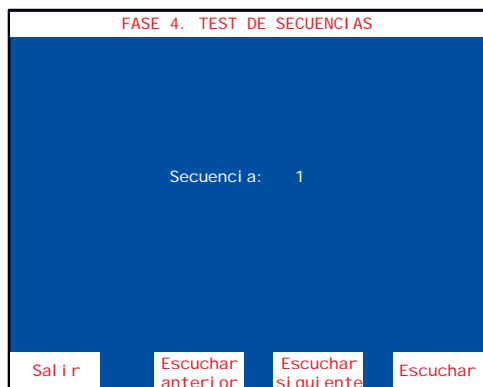 FASE 4. TEST DE SECUENCIAS
Secuencia: 1
Salir
Escuchar
anterior
Escuchar
siguiente
Escuchar